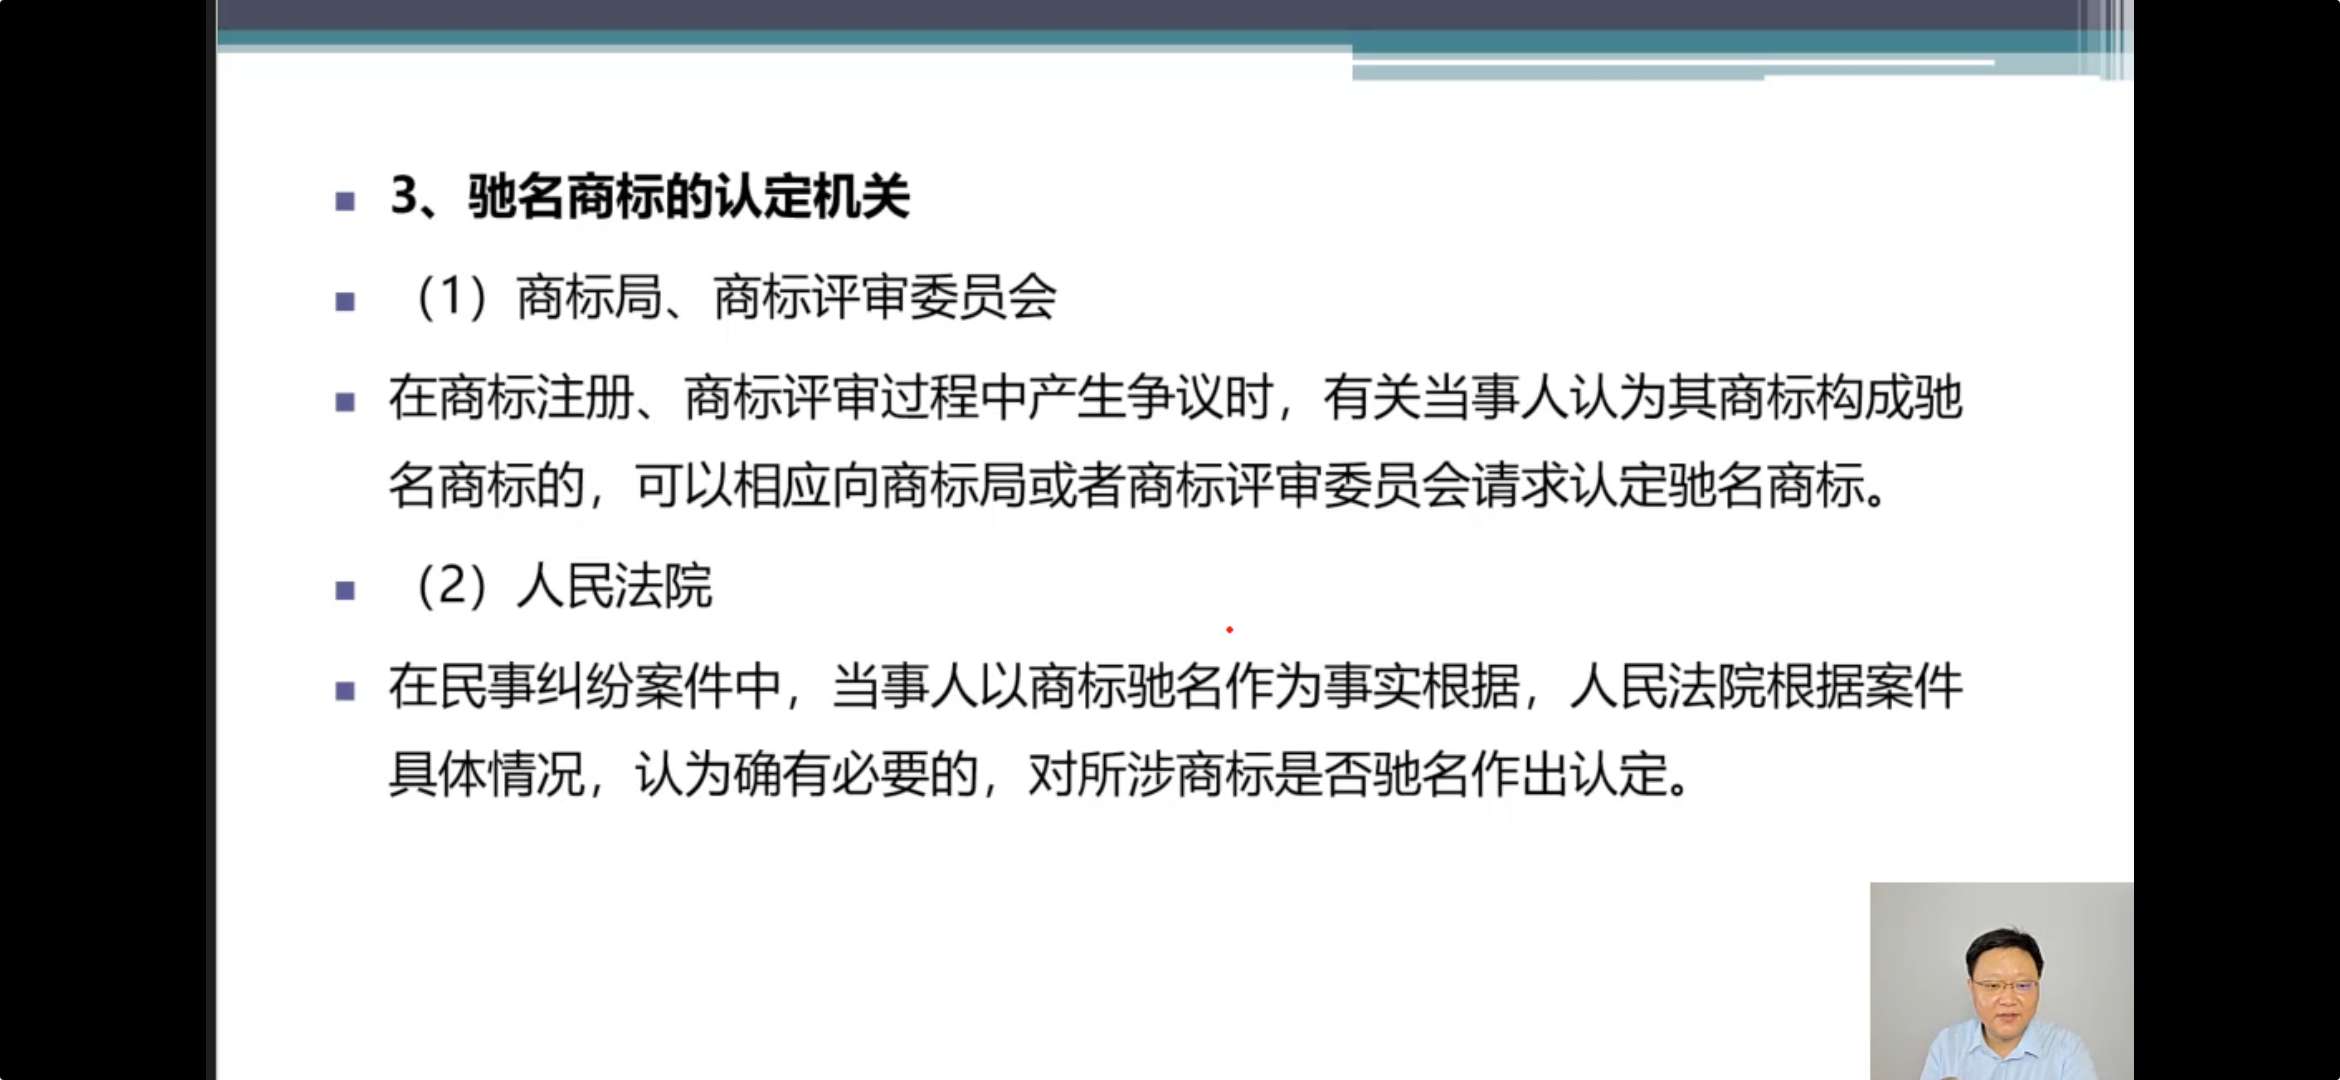 3、驰名商标的认定机关
（1）商标局、商标评审委员会
在商标注册、商标评审过程中产生争议时，有关当事人认为其商标构成驰
名商标的，可以相应向商标局或者商标评审委员会请求认定驰名商标。
（2）人民法院
在民事纠纷案件中，当事人以商标驰名作为事实根据，人民法院根据案件
具体情况，认为确有必要的，对所涉商标是否驰名作出认定。